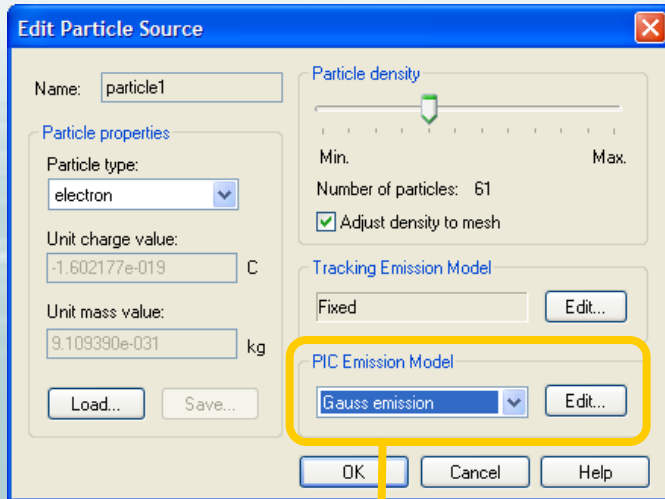 Edit Particle Source
Name: particle1
Particle properties
Particle type:
electron
Unit charge value:
-1.602177e-019 C
Unit mass value:
9.109390e-031 kg
Load... Save...
Particle density
Min. Max.
Number of particles: 61
Adjust density to mesh
Tracking Emission Model
Fixed Edit...
PIC Emission Model
Gauss emission Edit...
OK Cancel Help